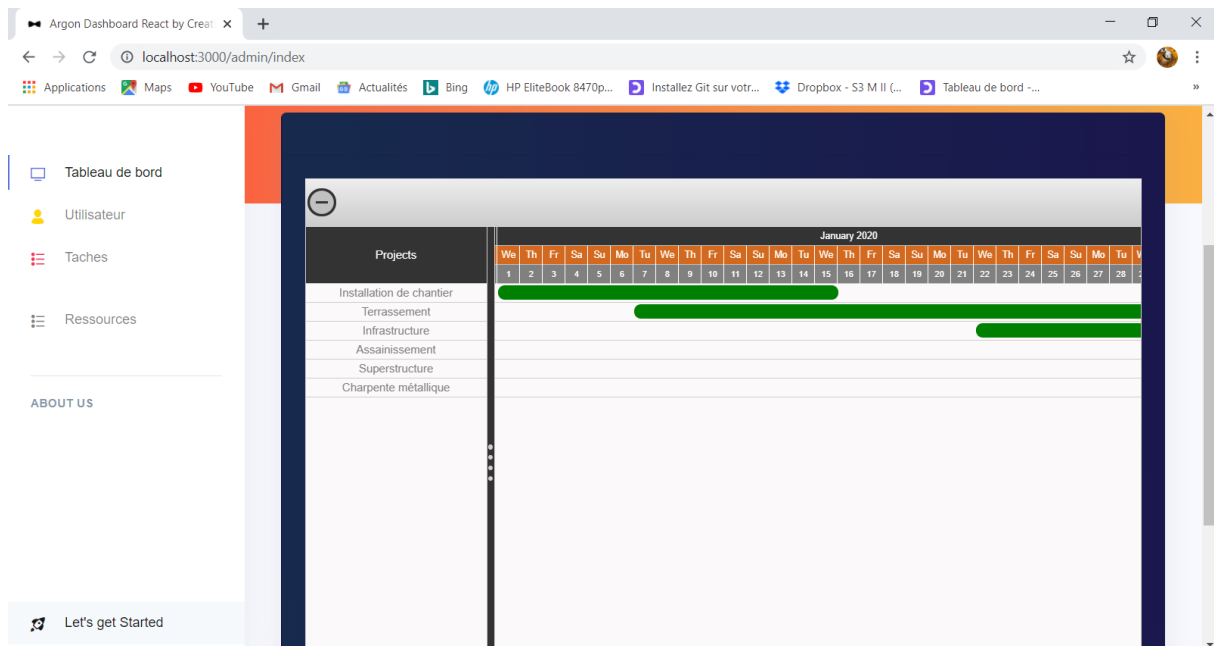 Argon Dashboard React by Creat
localhost:3000/admin/index
Applications Maps YouTube Gmail Actualités Bing HP EliteBook 8470p... Installez Git sur votr... Dropbox - S3 M II (... Tableau de bord -...
Tableau de bord
Utilisateur
Taches
Ressources
ABOUT US
Let's get Started
January 2020
Projects
We Th Fr Sa Su Mo Tu We Th Fr Sa Su Mo Tu We Th Fr Sa Su Mo Tu We Th Fr Sa Su Mo Tu
1 2 3 4 5 6 7 8 9 10 11 12 13 14 15 16 17 18 19 20 21 22 23 24 25 26 27 28
Installation de chantier
Terrassement
Infrastructure
Assainissement
Superstructure
Charpente métallique